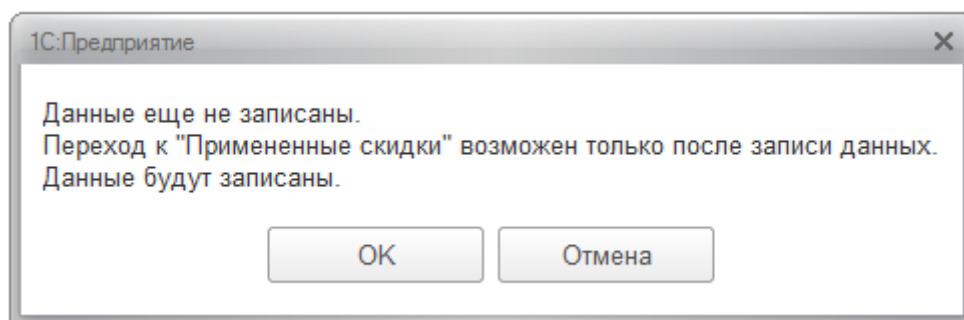 1С:Предприятие
Данные еще не записаны.
Переход к "Примененные скидки" возможен только после записи данных.
Данные будут записаны.
OK
Отмена